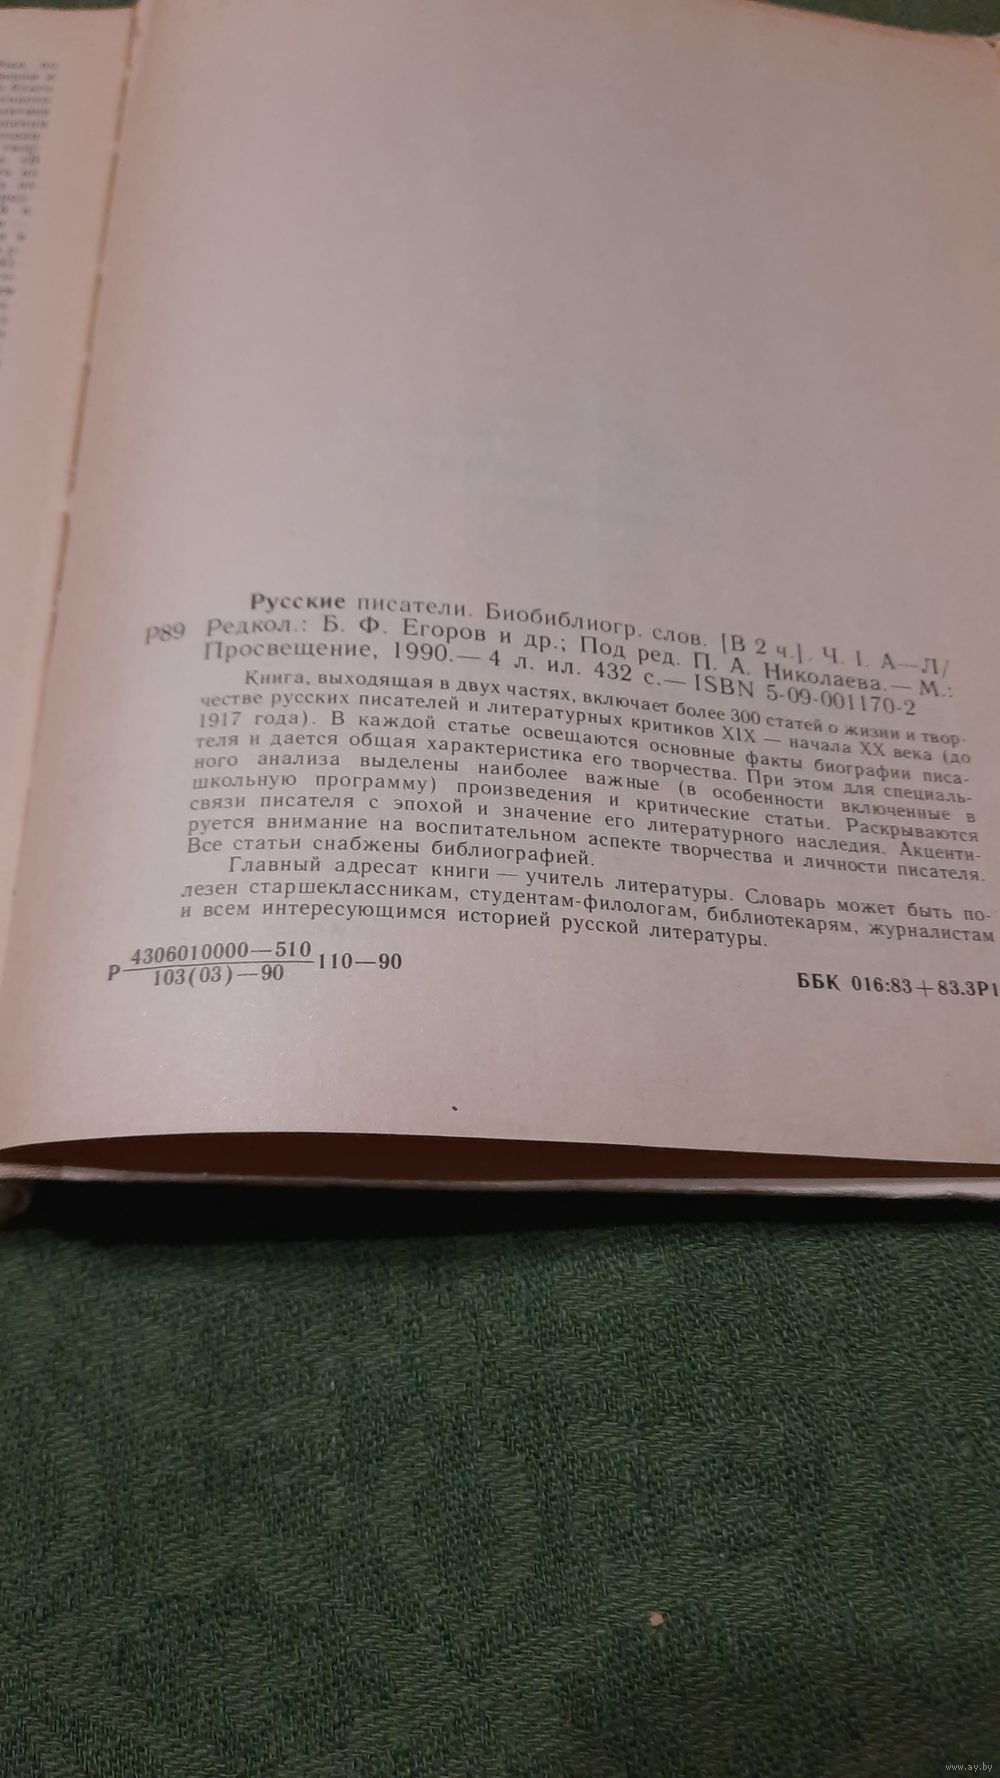 Русские писатели. Биобиблиогр. слов. [В 2 ч.]. Ч. 1. А—Л/
Р89 Редкол.: Б. Ф. Егоров и др.; Под ред. П. А. Николаева.— М.:
Просвещение, 1990.— 4 л. ил. 432 с.— ISBN 5-09-001170-2
Книга, выходящая в двух частях, включает более 300 статей о жизни и твор-
честве русских писателей и литературных критиков XIX — начала XX века (до
1917 года). В каждой статье освещаются основные факты биографии писа-
теля и дается общая характеристика его творчества. При этом для специаль-
ного анализа выделены наиболее важные (в особенности включенные в
школьную программу) произведения и критические статьи. Раскрываются
связи писателя с эпохой и значение его литературного наследия. Акценти-
руется внимание на воспитательном аспекте творчества и личности писателя.
Все статьи снабжены библиографией.
Главный адресат книги — учитель литературы. Словарь может быть по-
лезен старшеклассникам, студентам-филологам, библиотекарям, журналистам
и всем интересующимся историей русской литературы.
Р 4306010000—510
103(03)—90 110—90
ББК 016:83+83.3Р1
www.ay.by